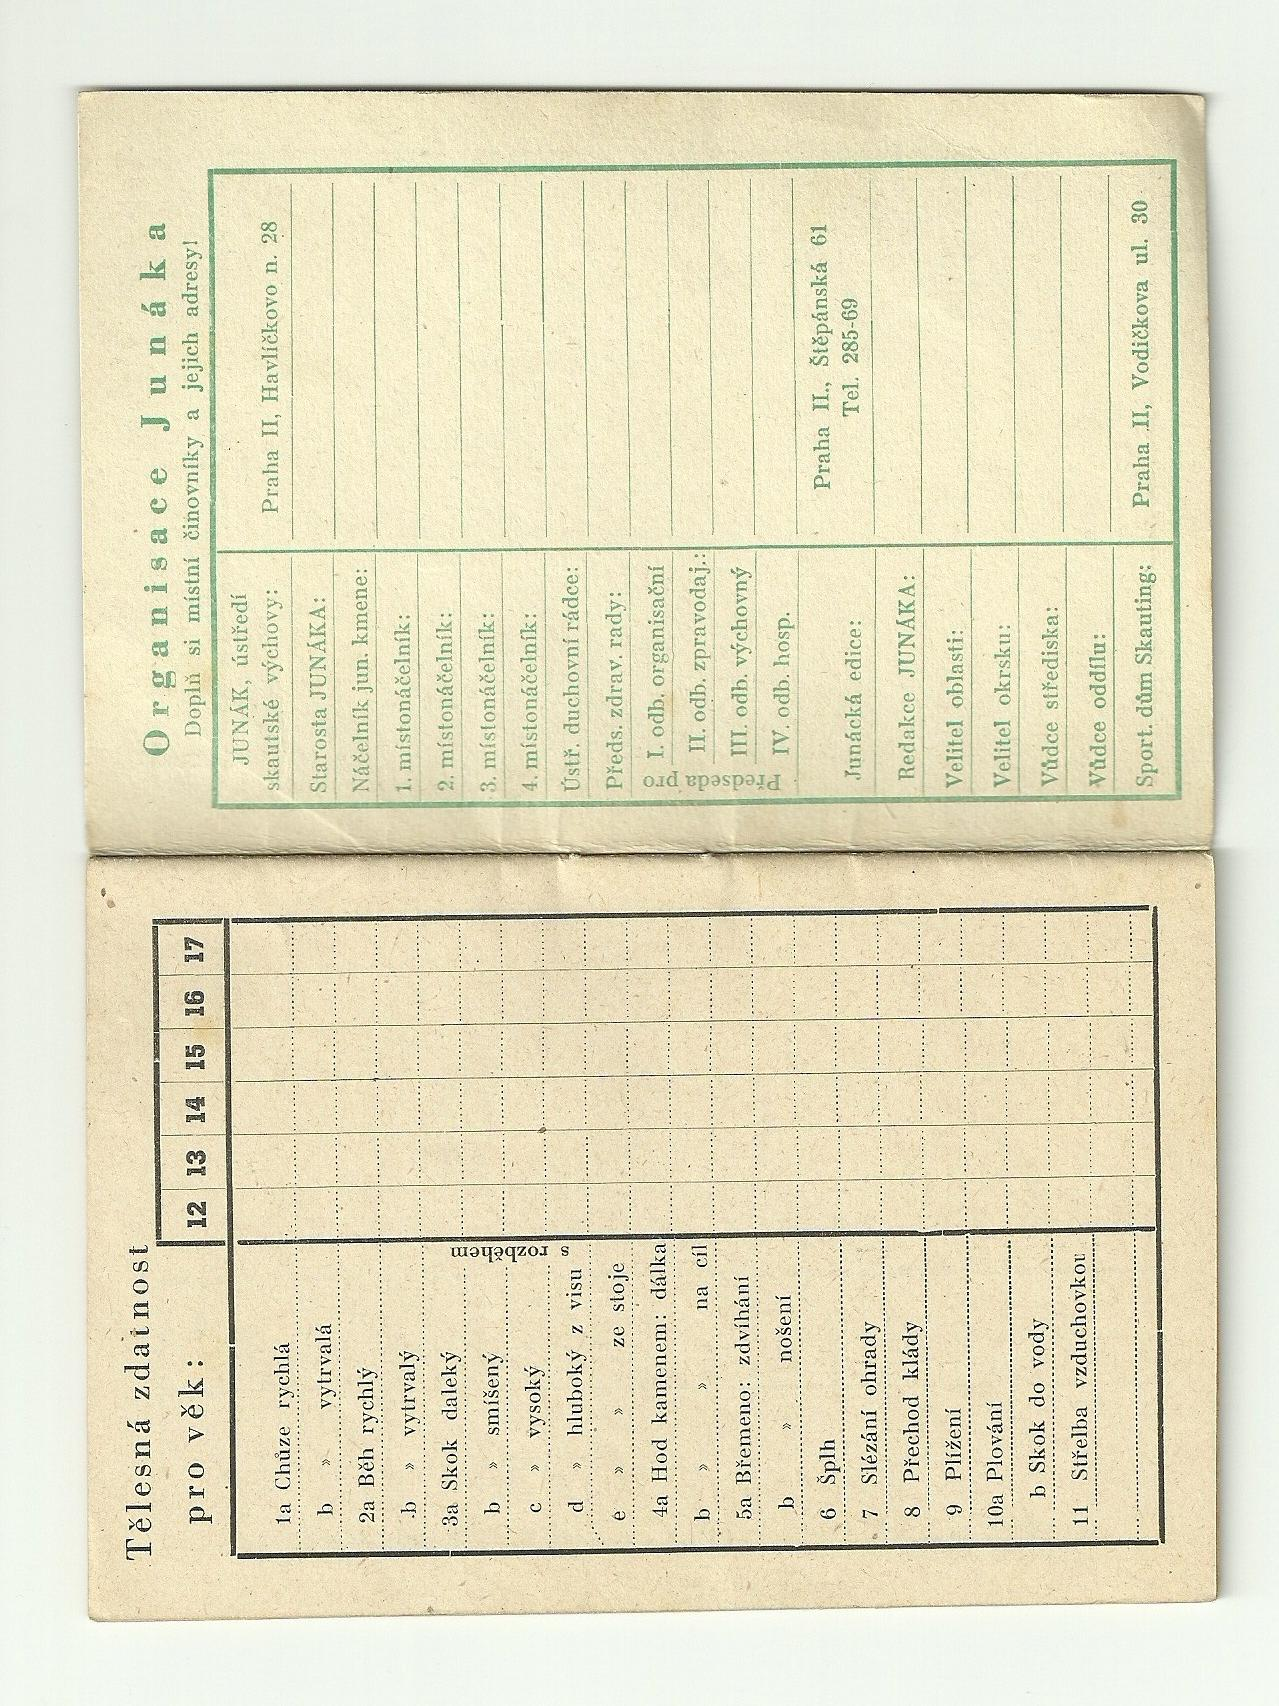 Tělesná zdatnost
pro věk:
12 13 14 15 16 17
1a Chůze rychlá
b » vytrvalá
2a Běh rychlý
b » vytrvalý
3a Skok daleký
b » smíšený
c » vysoký
d » hluboký z visu
s rozběhem
e » » ze stoje
4a Hod kamenem: dálka
b » » na cíl
5a Břemeno: zdvíhání
b » nošení
6 Šplh
7 Slézání ohrady
8 Přechod klády
9 Plížení
10a Plování
b Skok do vody
11 Střelba vzduchovkou
Organisace Junáka
Doplň si místní činovníky a jejich adresy!
JUNÁK, ústředí
skautské výchovy: Praha II, Havlíčkovo n. 28
Starosta JUNÁKA:
Náčelník jun. kmene:
1. místonáčelník:
2. místonáčelník:
3. místonáčelník:
4. místonáčelník:
Ústř. duchovní rádce:
Předs. zdrav. rady:
Předseda pro
I. odb. organisační
II. odb. zpravodaj.:
III. odb. výchovný
IV. odb. hosp.
Junácká edice: Praha II., Štěpánská 61
Tel. 285-69
Redakce JUNÁKA:
Velitel oblasti:
Velitel okrsku:
Vůdce střediska:
Vůdce oddílu:
Sport. dům Skauting: Praha II, Vodičkova ul. 30